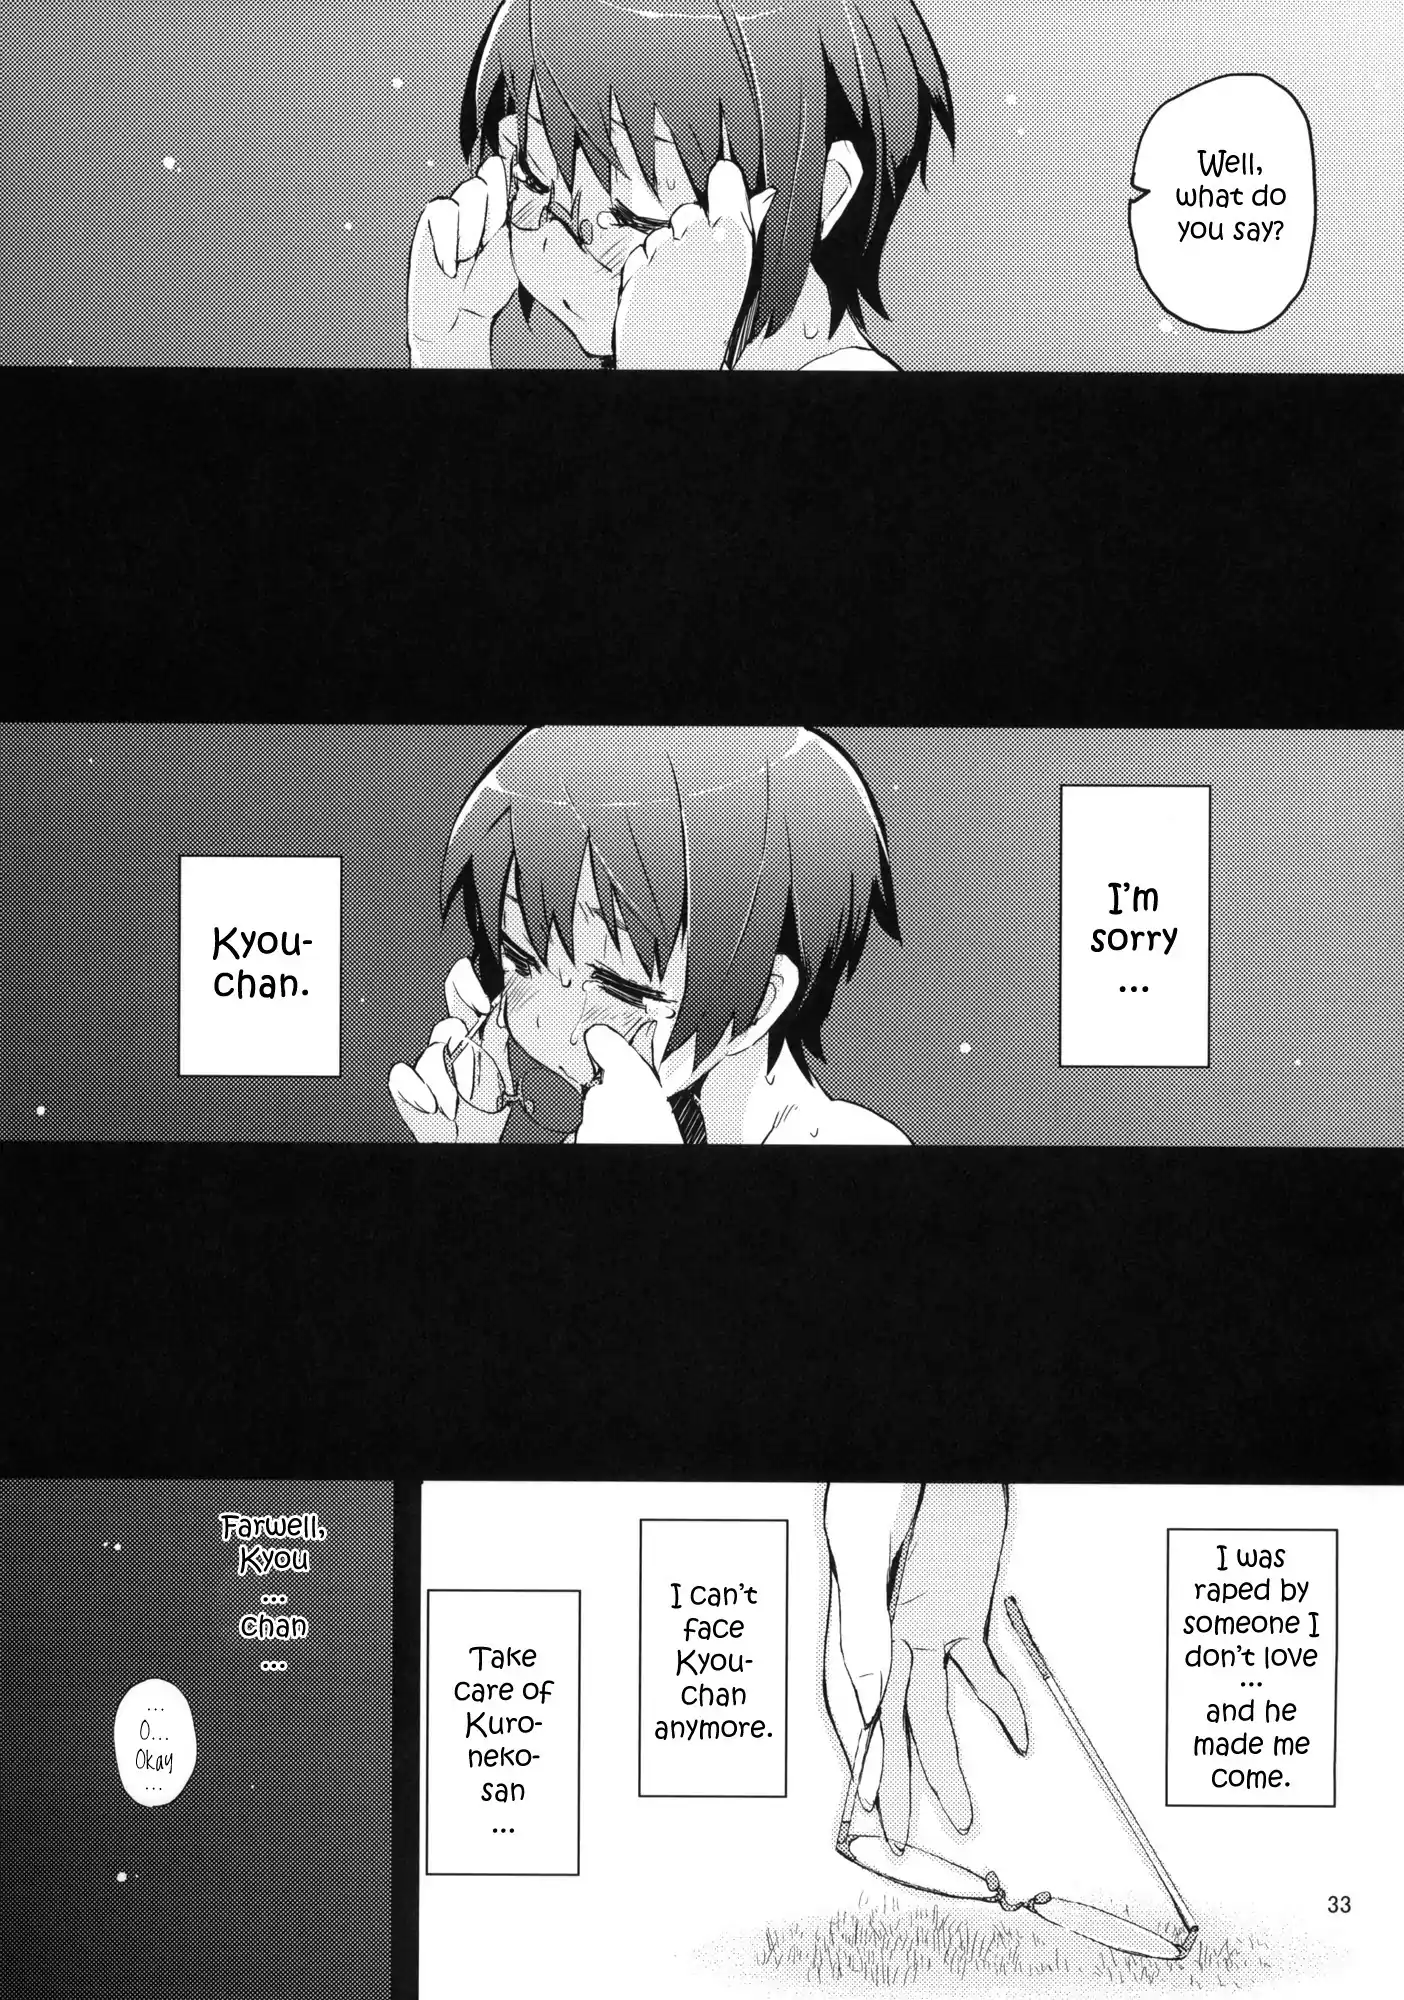 Well,
what do
you say?
I'm
sorry
...
Kyou-
chan.
I was
raped by
someone I
don't love
...
and he
made me
come.
I can't
face
Kyou-
chan
anymore.
Take
care of
Kuro-
neko-
san
...
Farwell,
Kyou
...
chan
...
...
O...
Okay
...
33